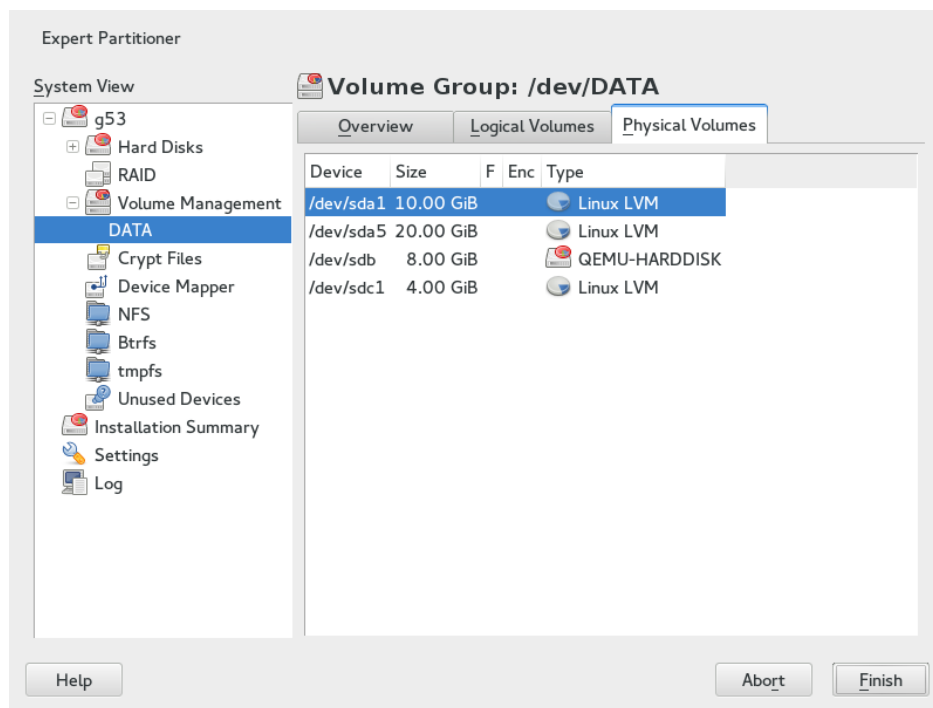 Expert Partitioner
System View
g53
Hard Disks
RAID
Volume Management
DATA
Crypt Files
Device Mapper
NFS
Btrfs
tmpfs
Unused Devices
Installation Summary
Settings
Log
Volume Group: /dev/DATA
Overview Logical Volumes Physical Volumes
Device Size F Enc Type
/dev/sda1 10.00 GiB Linux LVM
/dev/sda5 20.00 GiB Linux LVM
/dev/sdb 8.00 GiB QEMU-HARDDISK
/dev/sdc1 4.00 GiB Linux LVM
Help Abort Finish